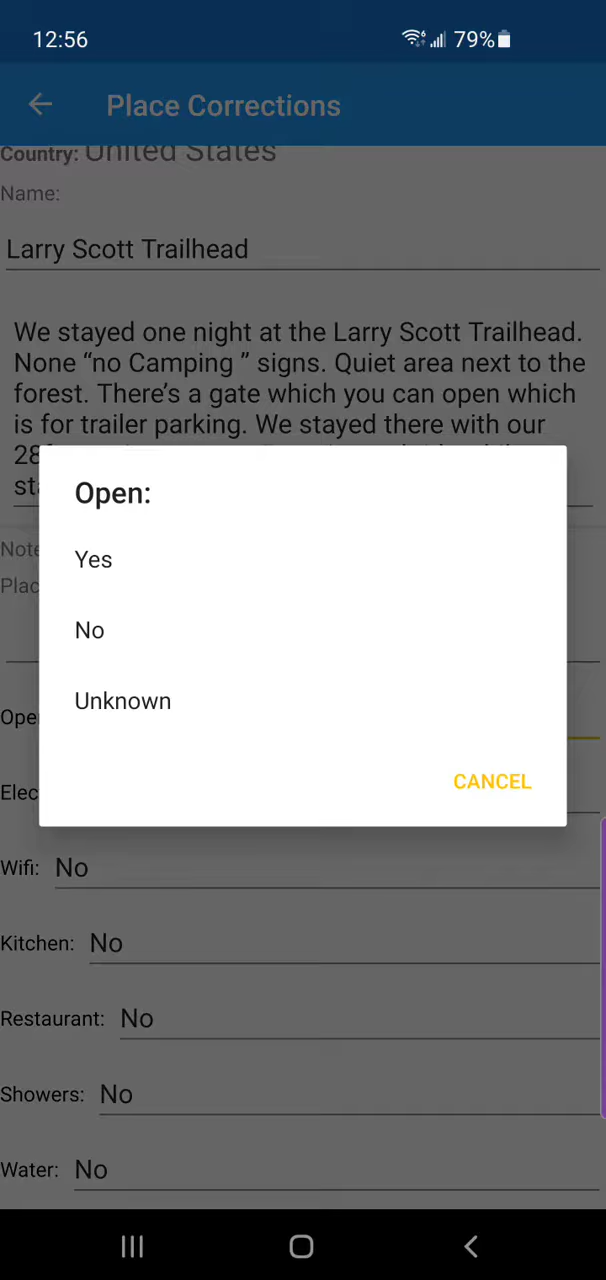 12:56
79%
Place Corrections
Country: United States
Name:
Larry Scott Trailhead
We stayed one night at the Larry Scott Trailhead.
None “no Camping ” signs. Quiet area next to the
forest. There’s a gate which you can open which
is for trailer parking. We stayed there with our
Open:
Yes
No
Unknown
CANCEL
Wifi: No
Kitchen: No
Restaurant: No
Showers: No
Water: No